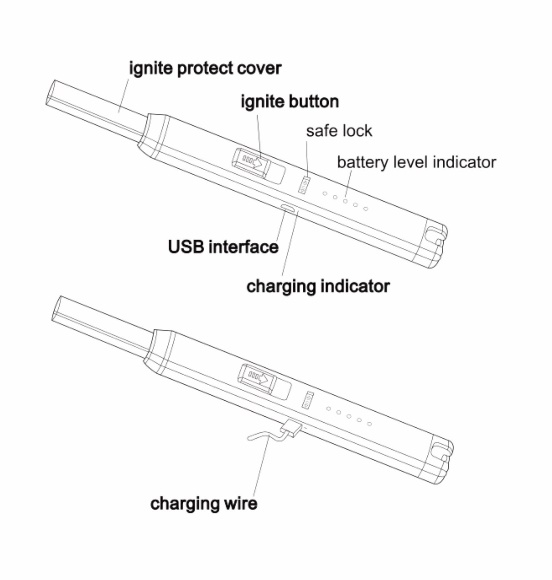 ignite protect cover
ignite button
safe lock
battery level indicator
USB interface
charging indicator
charging wire